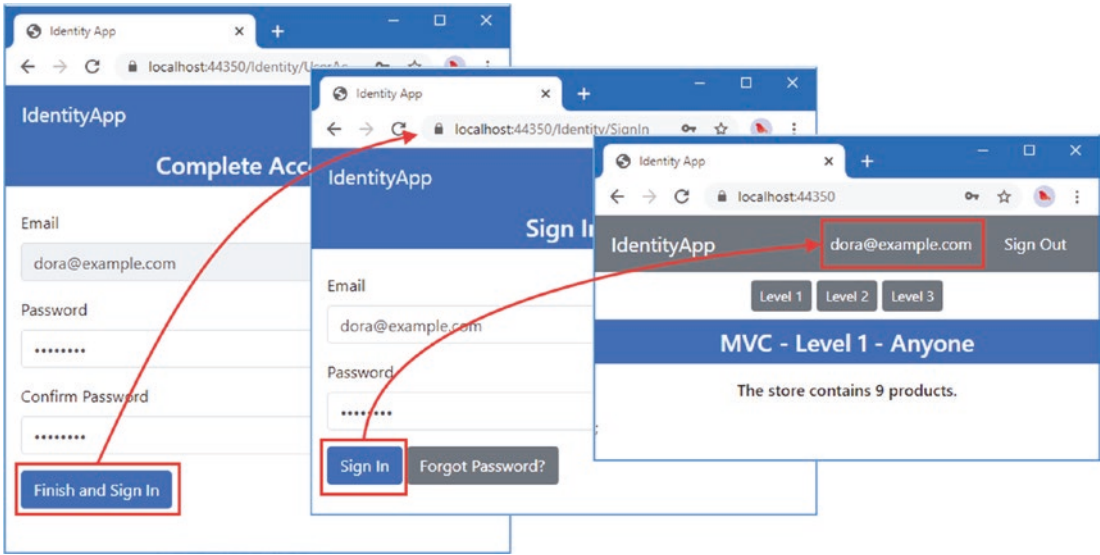 Identity App
localhost:44350/Identity/UserAc
IdentityApp
Complete Acc
Email
dora@example.com
Password
••••••••
Confirm Password
••••••••
Finish and Sign In
Identity App
localhost:44350/Identity/SignIn
IdentityApp
Sign In
Email
dora@example.com
Password
••••••••
Sign In Forgot Password?
Identity App
localhost:44350
IdentityApp dora@example.com Sign Out
Level 1 Level 2 Level 3
MVC - Level 1 - Anyone
The store contains 9 products.